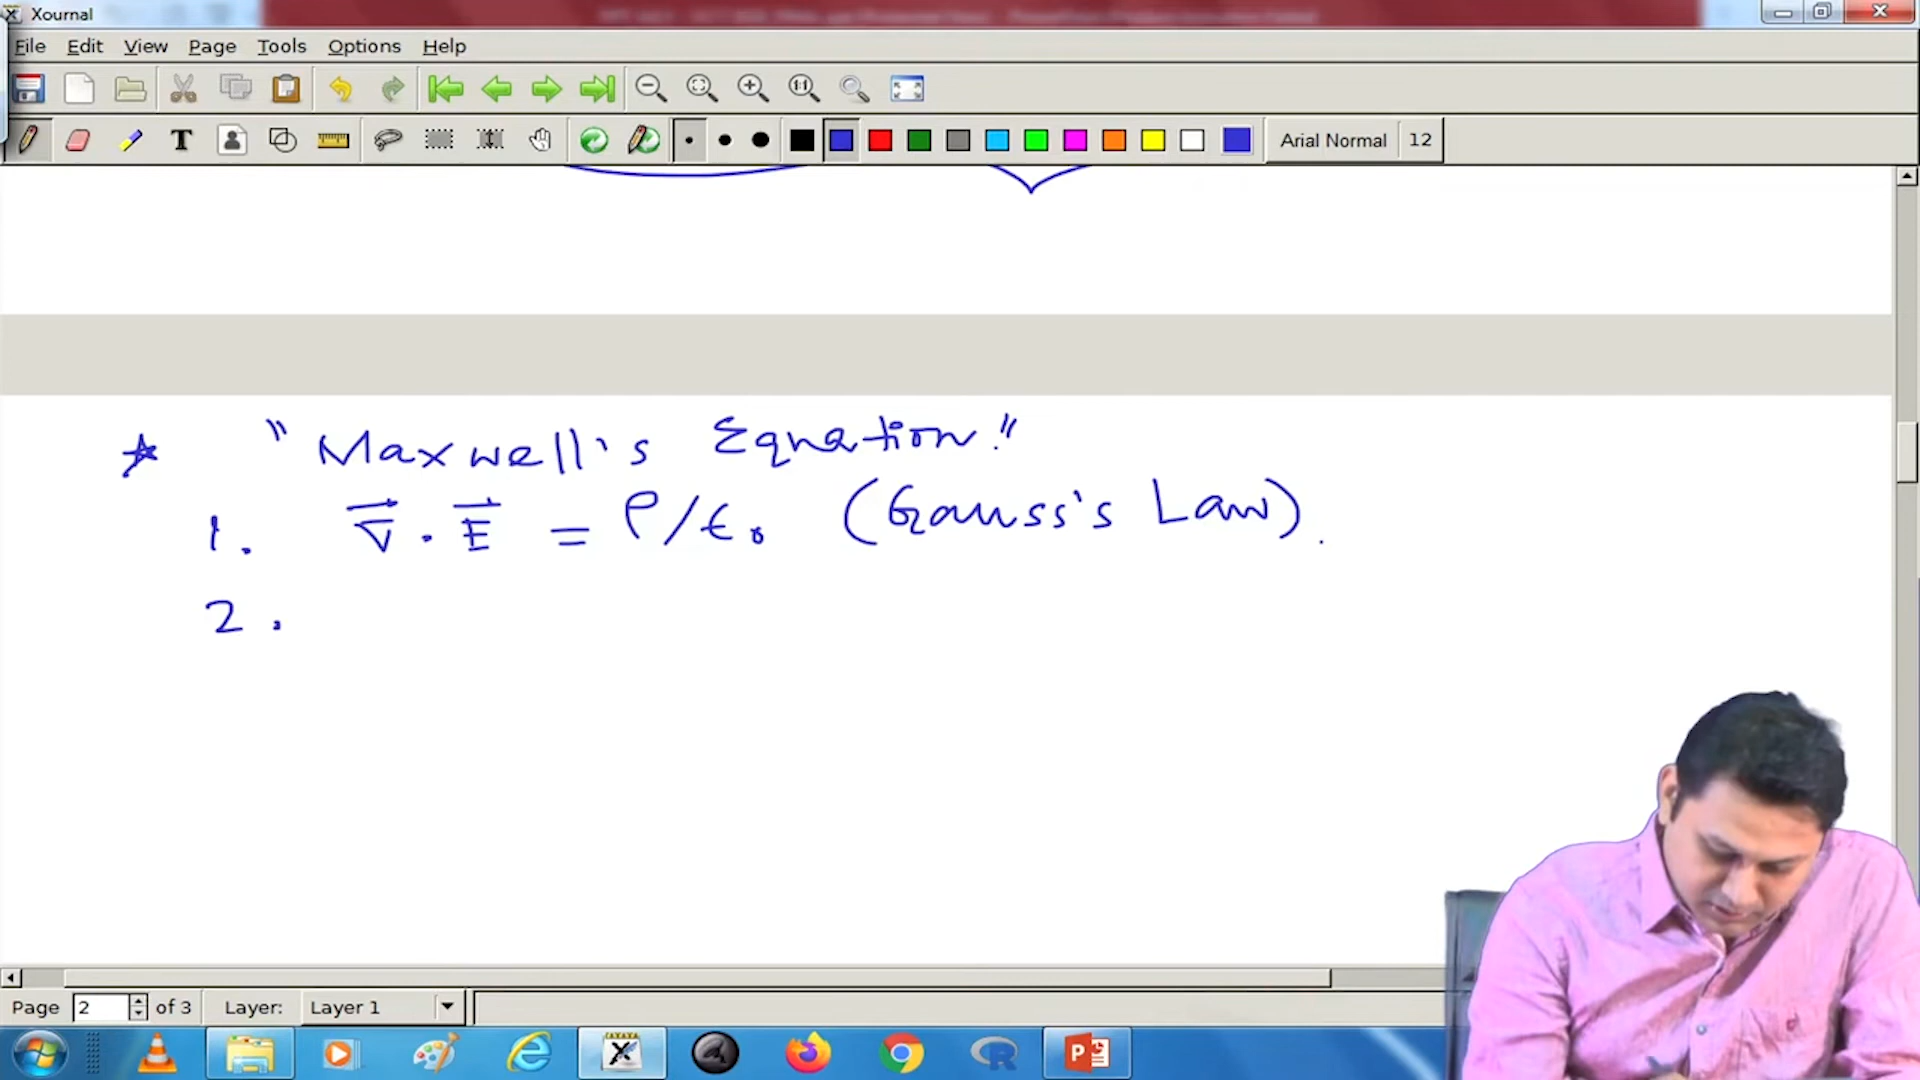 Xournal
File Edit View Page Tools Options Help
T Arial Normal 12
★ "Maxwell's Equation."
1. ∇⃗ · E⃗ = ρ/ϵ₀ (Gauss's Law).
2.
Page 2 of 3 Layer: Layer 1